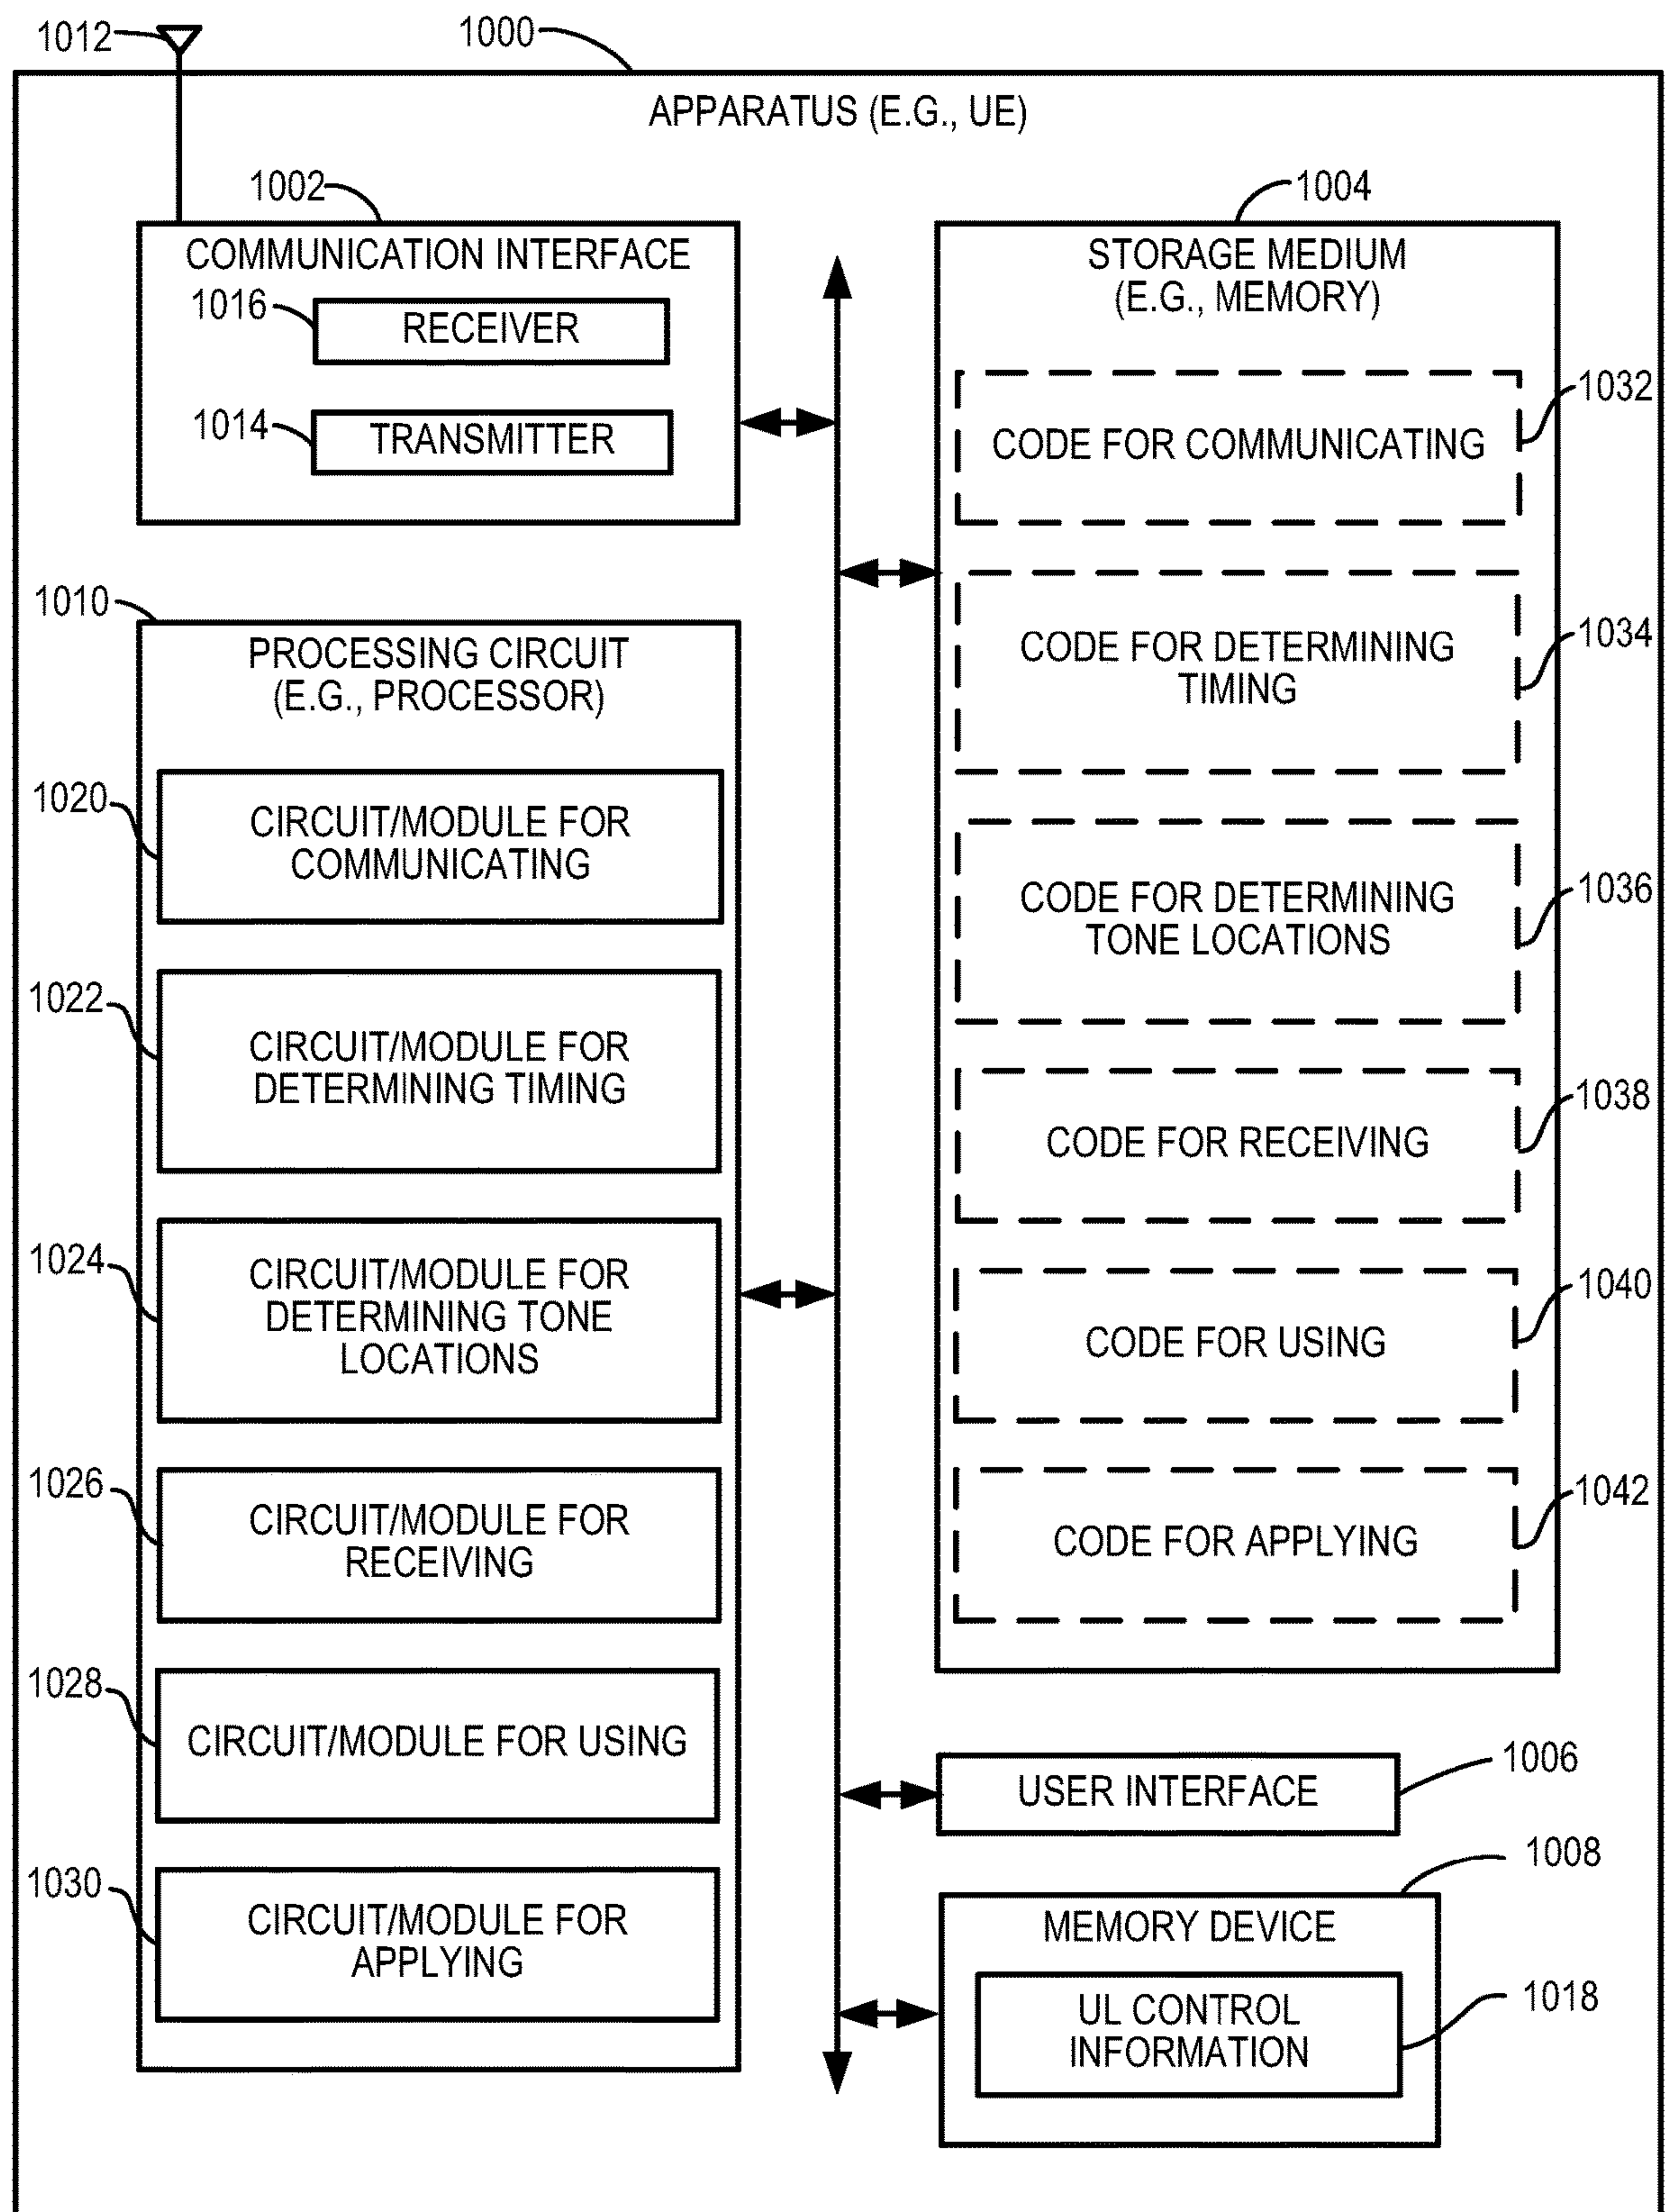 1012
1000
APPARATUS (E.G., UE)
1002
COMMUNICATION INTERFACE
1016
RECEIVER
1014
TRANSMITTER
1010
PROCESSING CIRCUIT
(E.G., PROCESSOR)
1020
CIRCUIT/MODULE FOR
COMMUNICATING
1022
CIRCUIT/MODULE FOR
DETERMINING TIMING
1024
CIRCUIT/MODULE FOR
DETERMINING TONE
LOCATIONS
1026
CIRCUIT/MODULE FOR
RECEIVING
1028
CIRCUIT/MODULE FOR USING
1030
CIRCUIT/MODULE FOR
APPLYING
1004
STORAGE MEDIUM
(E.G., MEMORY)
1032
CODE FOR COMMUNICATING
1034
CODE FOR DETERMINING
TIMING
1036
CODE FOR DETERMINING
TONE LOCATIONS
1038
CODE FOR RECEIVING
1040
CODE FOR USING
1042
CODE FOR APPLYING
1006
USER INTERFACE
1008
MEMORY DEVICE
1018
UL CONTROL
INFORMATION